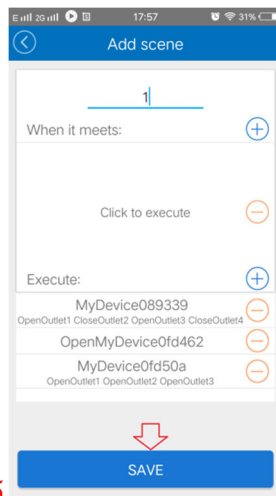 E 2G 17:57 31%
Add scene
1
When it meets:
Click to execute
Execute:
MyDevice089339
OpenOutlet1 CloseOutlet2 OpenOutlet3 CloseOutlet4
OpenMyDevice0fd462
MyDevice0fd50a
OpenOutlet1 OpenOutlet2 OpenOutlet3
SAVE